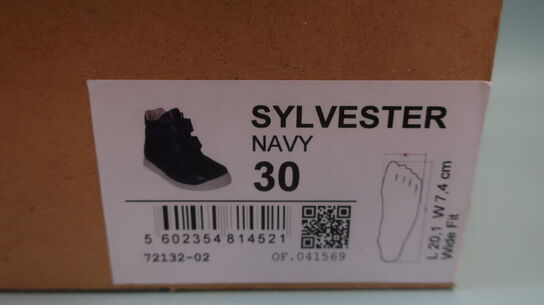 SYLVESTER
NAVY
30
5 602354 814521
72132-02
OF.041569
L 20,1 W 7,4 cm
Wide Fit